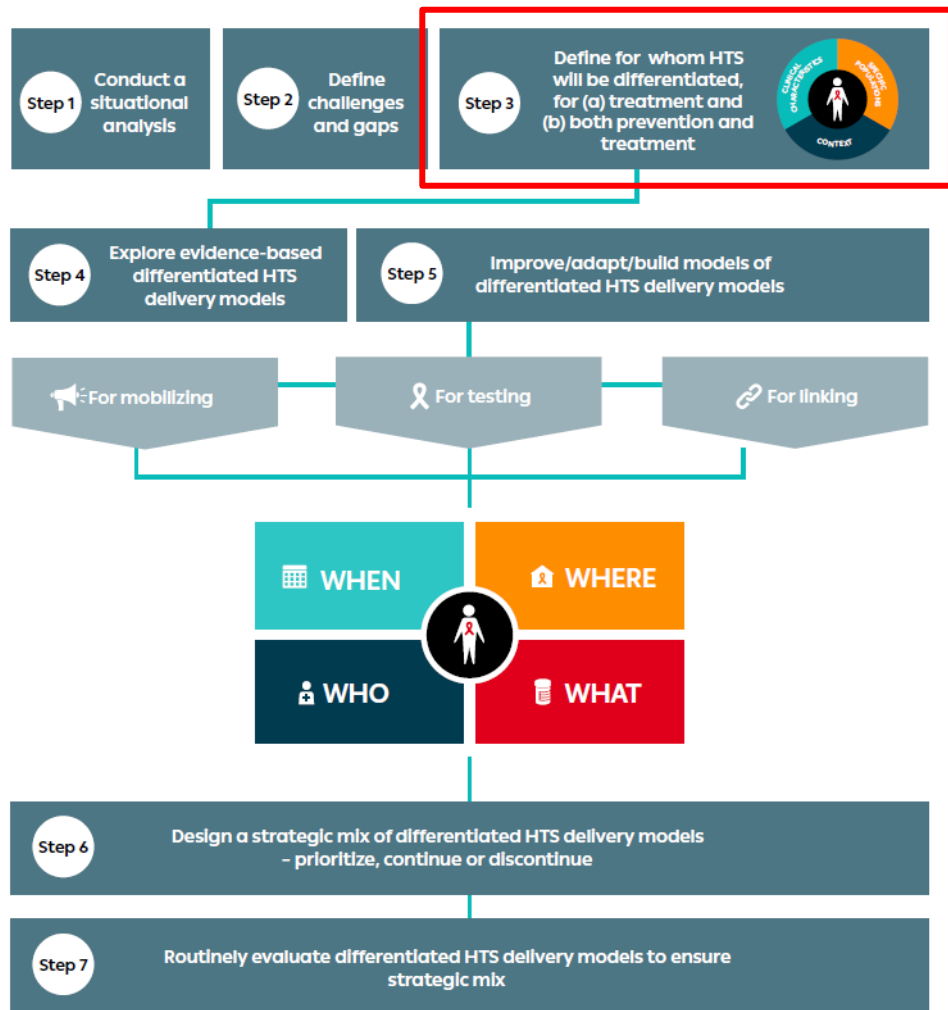 Step 1
Conduct a
situational
analysis
Step 2
Define
challenges
and gaps
Step 3
Define for whom HTS
will be differentiated,
for (a) treatment and
(b) both prevention and
treatment
CLINICAL
CHARACTERISTICS
SPECIFIC
POPULATIONS
CONTEXT
Step 4
Explore evidence-based
differentiated HTS
delivery models
Step 5
Improve/adapt/build models of
differentiated HTS delivery models
For mobilizing
For testing
For linking
WHEN
WHERE
WHO
WHAT
Step 6
Design a strategic mix of differentiated HTS delivery models
– prioritize, continue or discontinue
Step 7
Routinely evaluate differentiated HTS delivery models to ensure
strategic mix